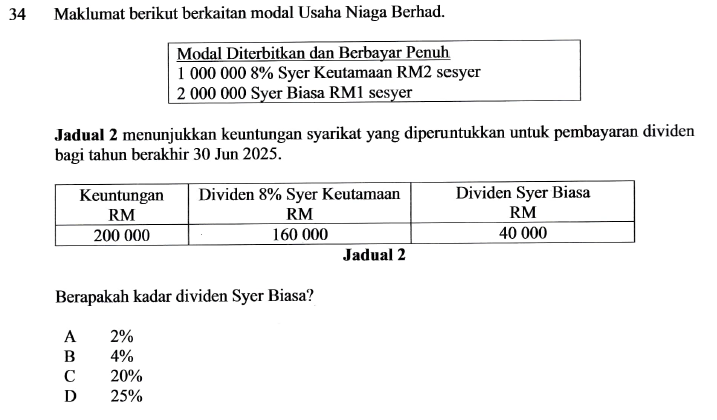 34 Maklumat berikut berkaitan modal Usaha Niaga Berhad.
Modal Diterbitkan dan Berbayar Penuh
1 000 000 8% Syer Keutamaan RM2 sesyer
2 000 000 Syer Biasa RM1 sesyer
Jadual 2 menunjukkan keuntungan syarikat yang diperuntukkan untuk pembayaran dividen
bagi tahun berakhir 30 Jun 2025.
Keuntungan Dividen 8% Syer Keutamaan Dividen Syer Biasa
RM RM RM
200 000 160 000 40 000
Jadual 2
Berapakah kadar dividen Syer Biasa?
A 2%
B 4%
C 20%
D 25%